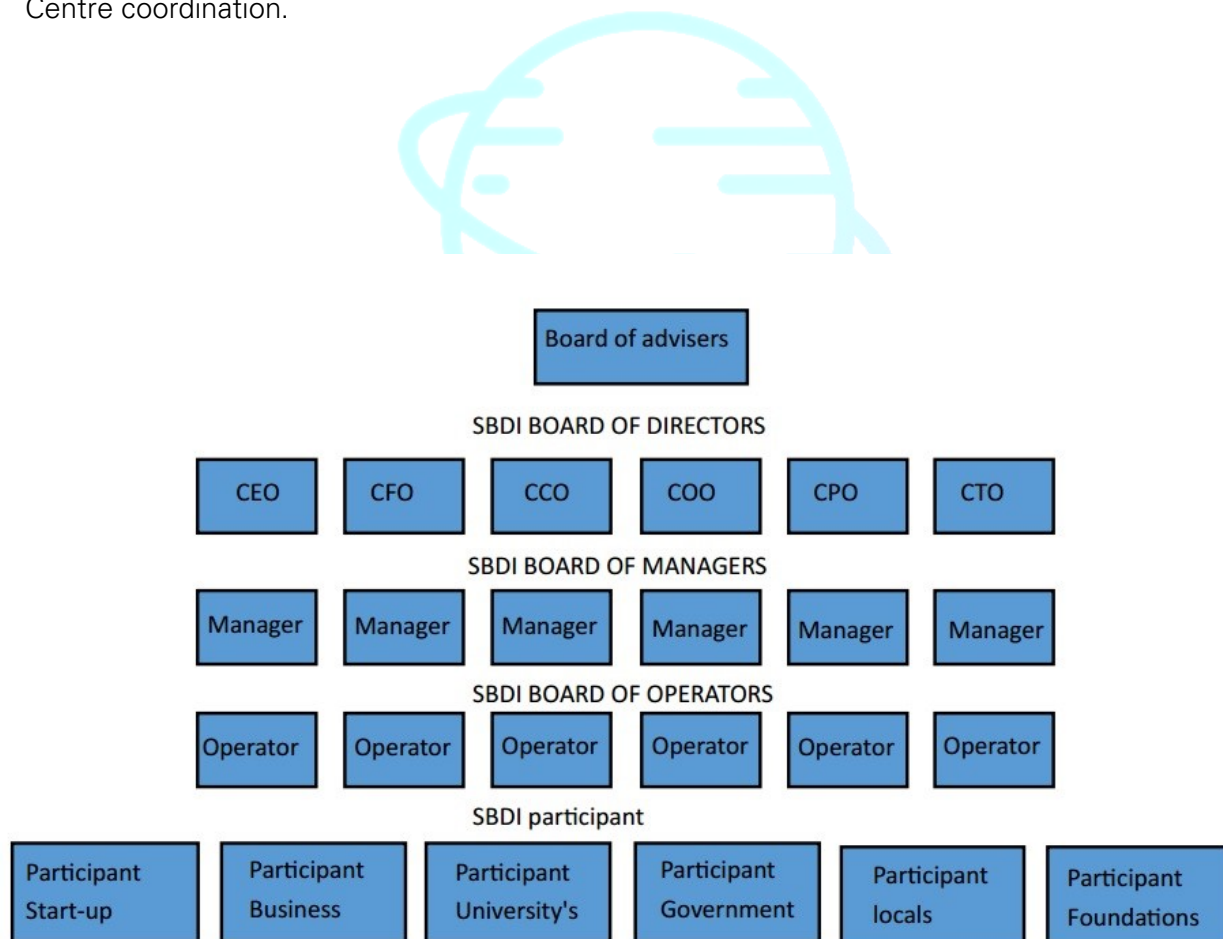 Centre coordination.
Board of advisers
SBDI BOARD OF DIRECTORS
CEO CFO CCO COO CPO CTO
SBDI BOARD OF MANAGERS
Manager Manager Manager Manager Manager Manager
SBDI BOARD OF OPERATORS
Operator Operator Operator Operator Operator Operator
SBDI participant
Participant
Start-up
Participant
Business
Participant
University's
Participant
Government
Participant
locals
Participant
Foundations